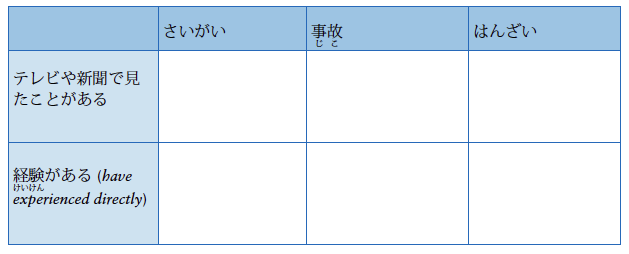 さいがい 事故 はんざい
じこ
テレビや新聞で見
たことがある
経験がある (have
けいけん
experienced directly)